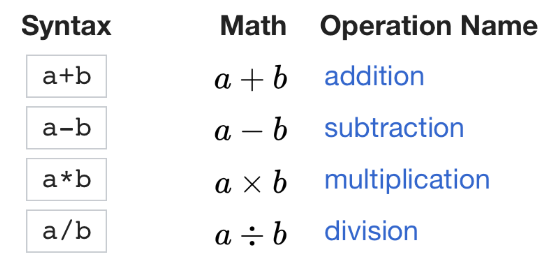 Syntax Math Operation Name
a+b a + b addition
a-b a − b subtraction
a*b a × b multiplication
a/b a ÷ b division